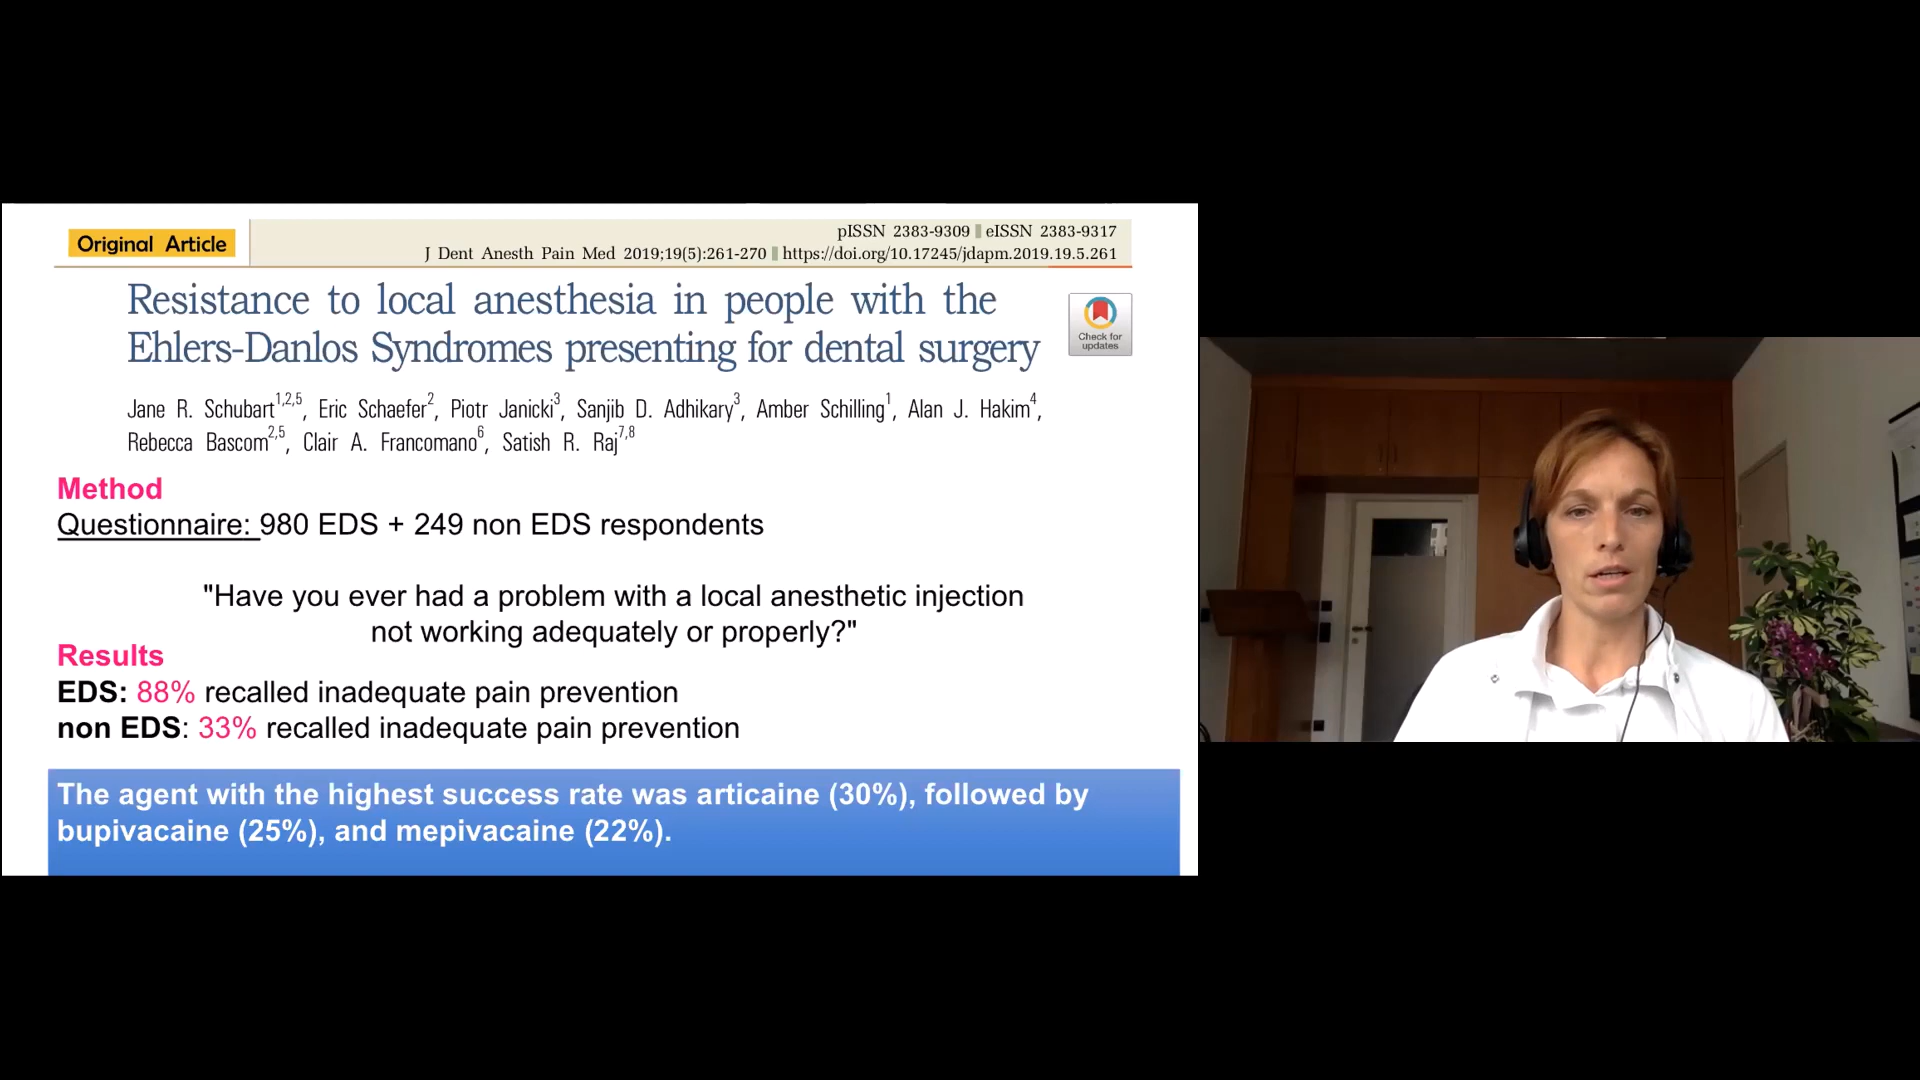 Original Article
pISSN 2383-9309 eISSN 2383-9317
J Dent Anesth Pain Med 2019;19(5):261-270 https://doi.org/10.17245/jdapm.2019.19.5.261
Resistance to local anesthesia in people with the
Ehlers-Danlos Syndromes presenting for dental surgery
Check for
updates
Jane R. Schubart1,2,5, Eric Schaefer2, Piotr Janicki3, Sanjib D. Adhikary3, Amber Schilling1, Alan J. Hakim4,
Rebecca Bascom2,5, Clair A. Francomano6, Satish R. Raj7,8
Method
Questionnaire: 980 EDS + 249 non EDS respondents
"Have you ever had a problem with a local anesthetic injection
not working adequately or properly?"
Results
EDS: 88% recalled inadequate pain prevention
non EDS: 33% recalled inadequate pain prevention
The agent with the highest success rate was articaine (30%), followed by
bupivacaine (25%), and mepivacaine (22%).